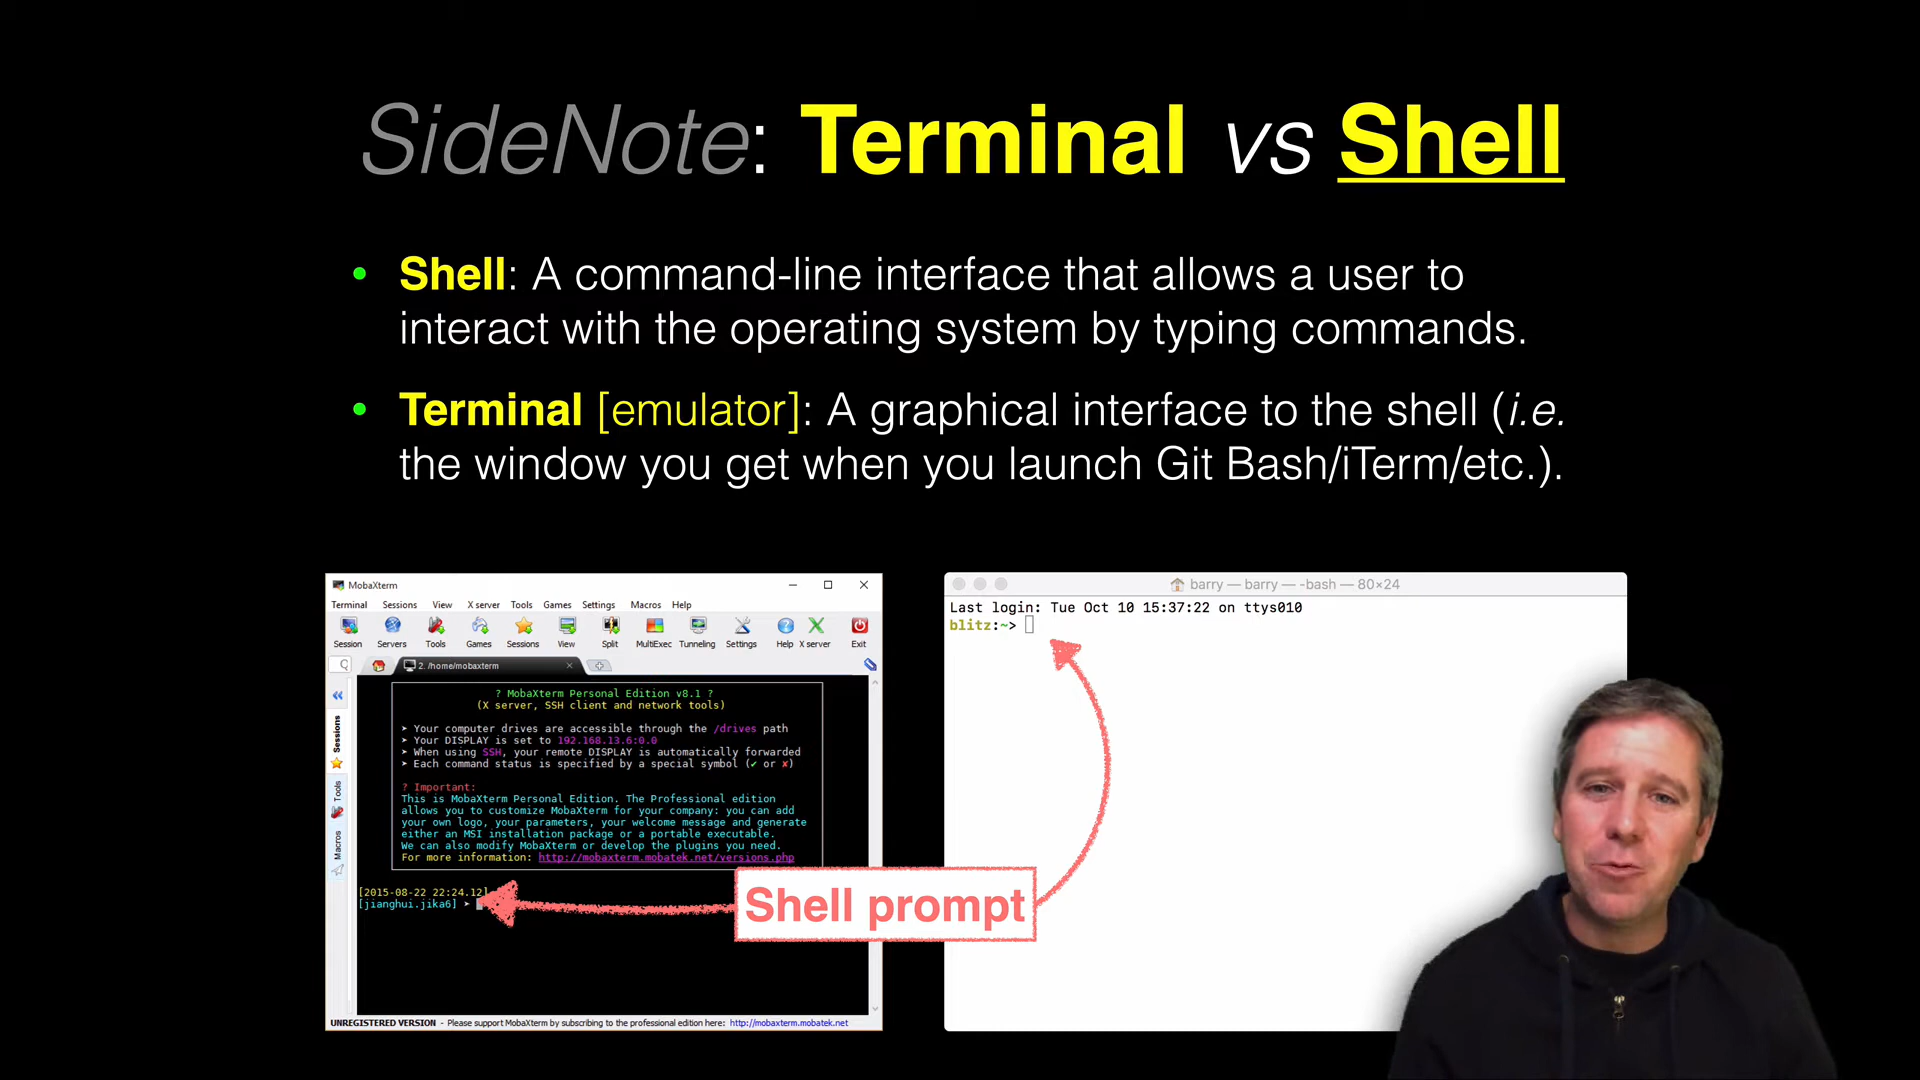 SideNote: Terminal vs Shell
• Shell: A command-line interface that allows a user to
interact with the operating system by typing commands.
• Terminal [emulator]: A graphical interface to the shell (i.e.
the window you get when you launch Git Bash/iTerm/etc.).
MobaXterm
Terminal Sessions View X server Tools Games Settings Macros Help
Session Servers Tools Games Sessions View Split MultiExec Tunneling Settings Help X server Exit
2. /home/mobaxterm
Sessions
Tools
Macros
? MobaXterm Personal Edition v8.1 ?
(X server, SSH client and network tools)
➤ Your computer drives are accessible through the /drives path
➤ Your DISPLAY is set to 192.168.13.6:0.0
➤ When using SSH, your remote DISPLAY is automatically forwarded
➤ Each command status is specified by a special symbol (✔ or ✘)
? Important:
This is MobaXterm Personal Edition. The Professional edition
allows you to customize MobaXterm for your company: you can add
your own logo, your parameters, your welcome message and generate
either an MSI installation package or a portable executable.
We can also modify MobaXterm or develop the plugins you need.
For more information: http://mobaxterm.mobatek.net/versions.php
[2015-08-22 22:24.12]
[jianghui.jika6] ➤
UNREGISTERED VERSION - Please support MobaXterm by subscribing to the professional edition here: http://mobaxterm.mobatek.net
barry — barry — -bash — 80×24
Last login: Tue Oct 10 15:37:22 on ttys010
blitz:~>
Shell prompt